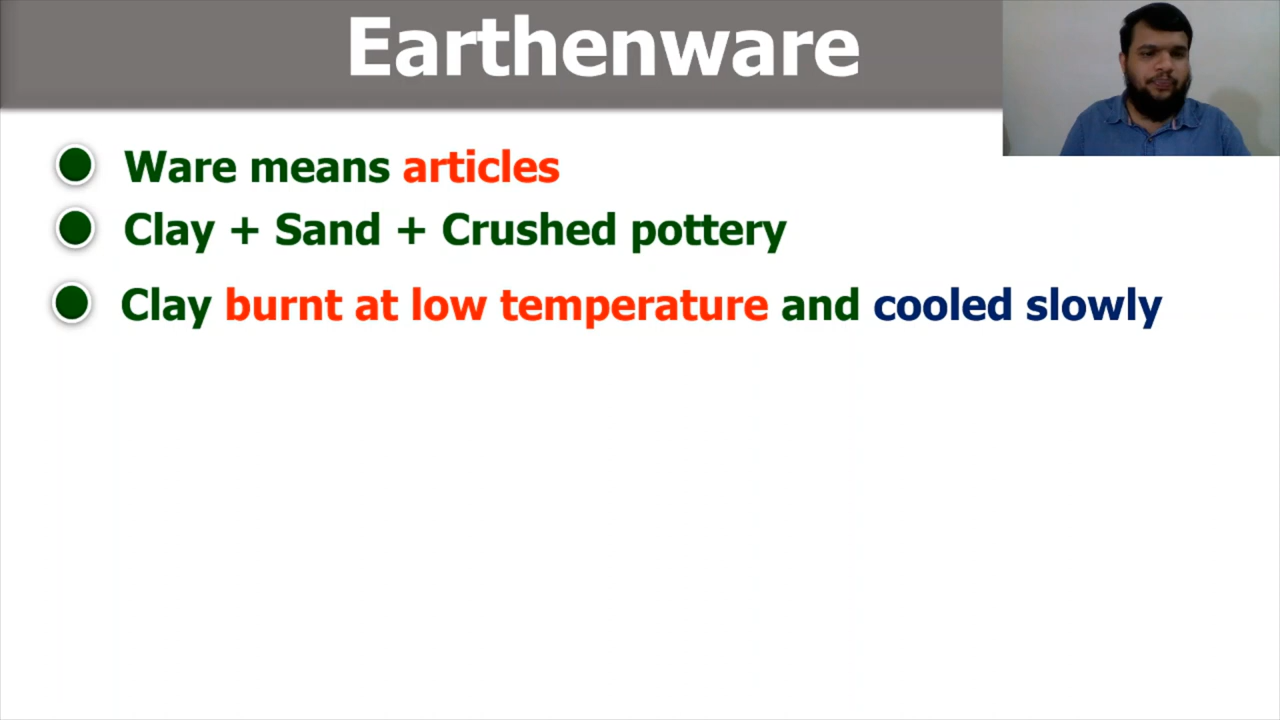 Earthenware
Ware means articles
Clay + Sand + Crushed pottery
Clay burnt at low temperature and cooled slowly